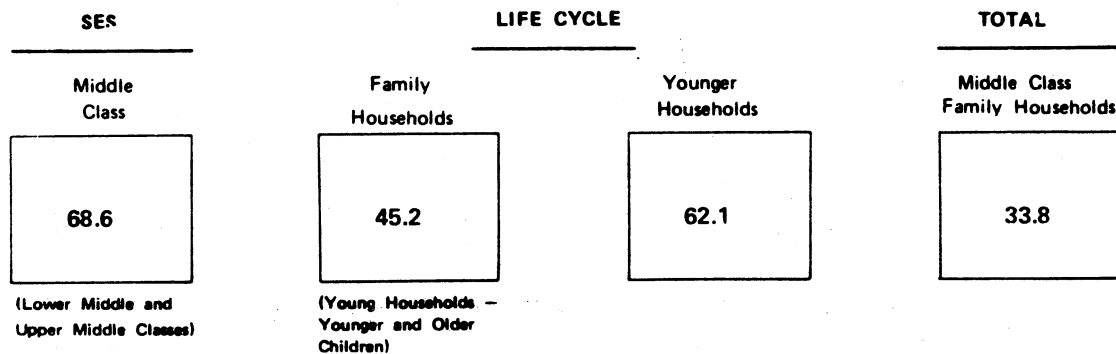 SES
LIFE CYCLE
TOTAL
Middle
Class
Family
Households
Younger
Households
Middle Class
Family Households
68.6
45.2
62.1
33.8
(Lower Middle and
Upper Middle Classes)
(Young Households –
Younger and Older
Children)